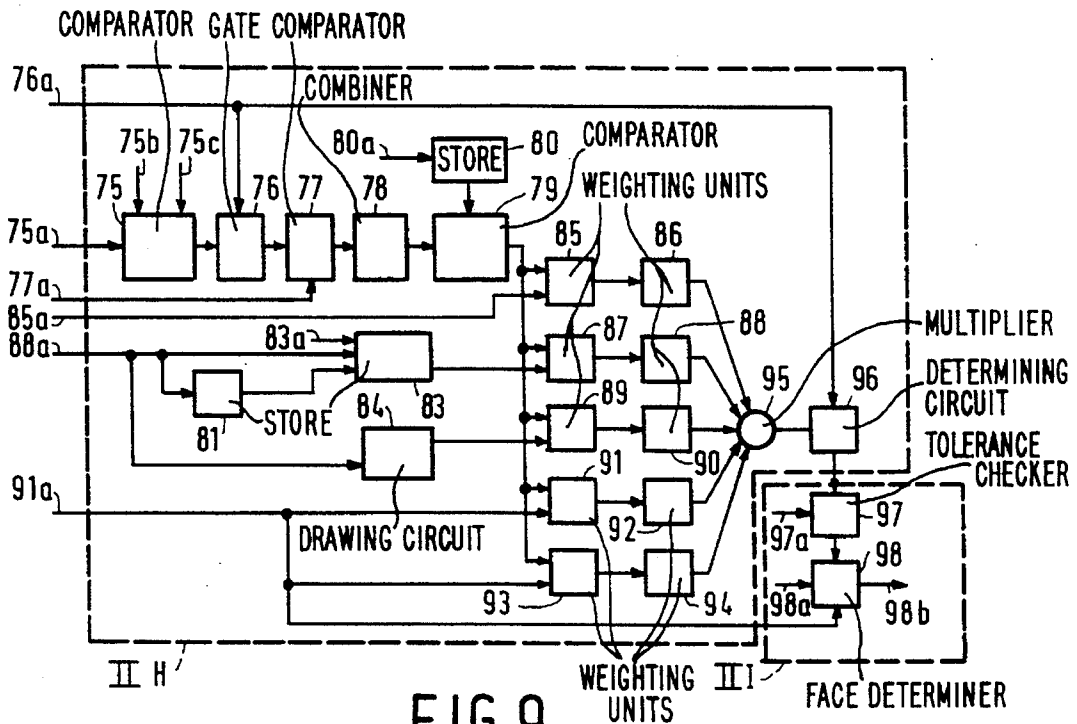 COMPARATOR GATE COMPARATOR
76a
COMBINER
COMPARATOR
80a
STORE
80
75b
75c
WEIGHTING UNITS
75
76
77
78
79
75a
85
86
77a
85a
88a
83a
87
88
MULTIPLIER
95
96
DETERMINING
CIRCUIT
STORE
81
84
83
89
90
TOLERANCE
CHECKER
91a
91
92
97
97a
DRAWING CIRCUIT
98
93
94
98a
98b
II H
WEIGHTING
UNITS
II I
FACE DETERMINER
FIG. 9